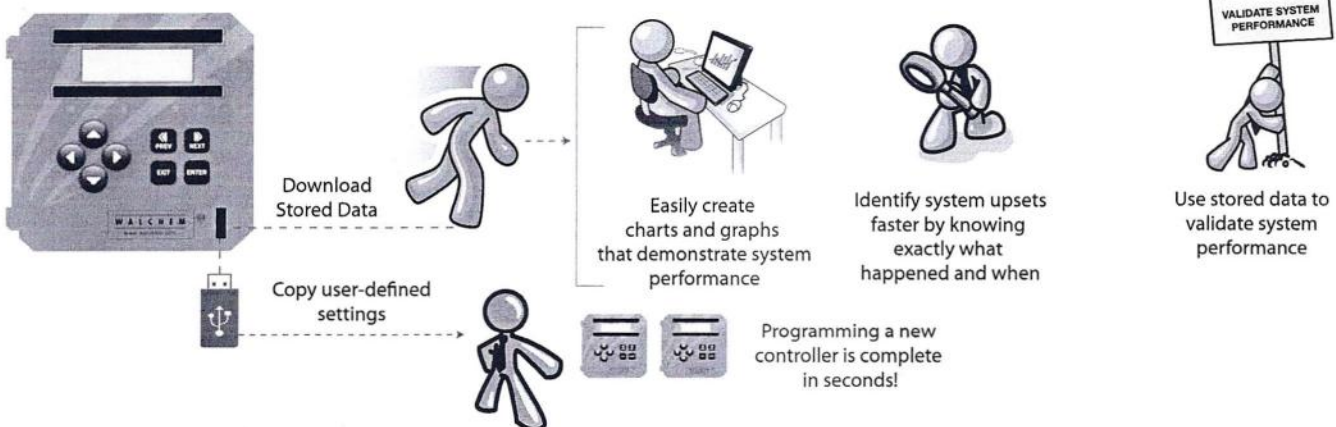 VALIDATE SYSTEM
PERFORMANCE
PREV
NEXT
EXIT
ENTER
WALCHEM
Download
Stored Data
Easily create
charts and graphs
that demonstrate system
performance
Identify system upsets
faster by knowing
exactly what
happened and when
Use stored data to
validate system
performance
Copy user-defined
settings
Programming a new
controller is complete
in seconds!